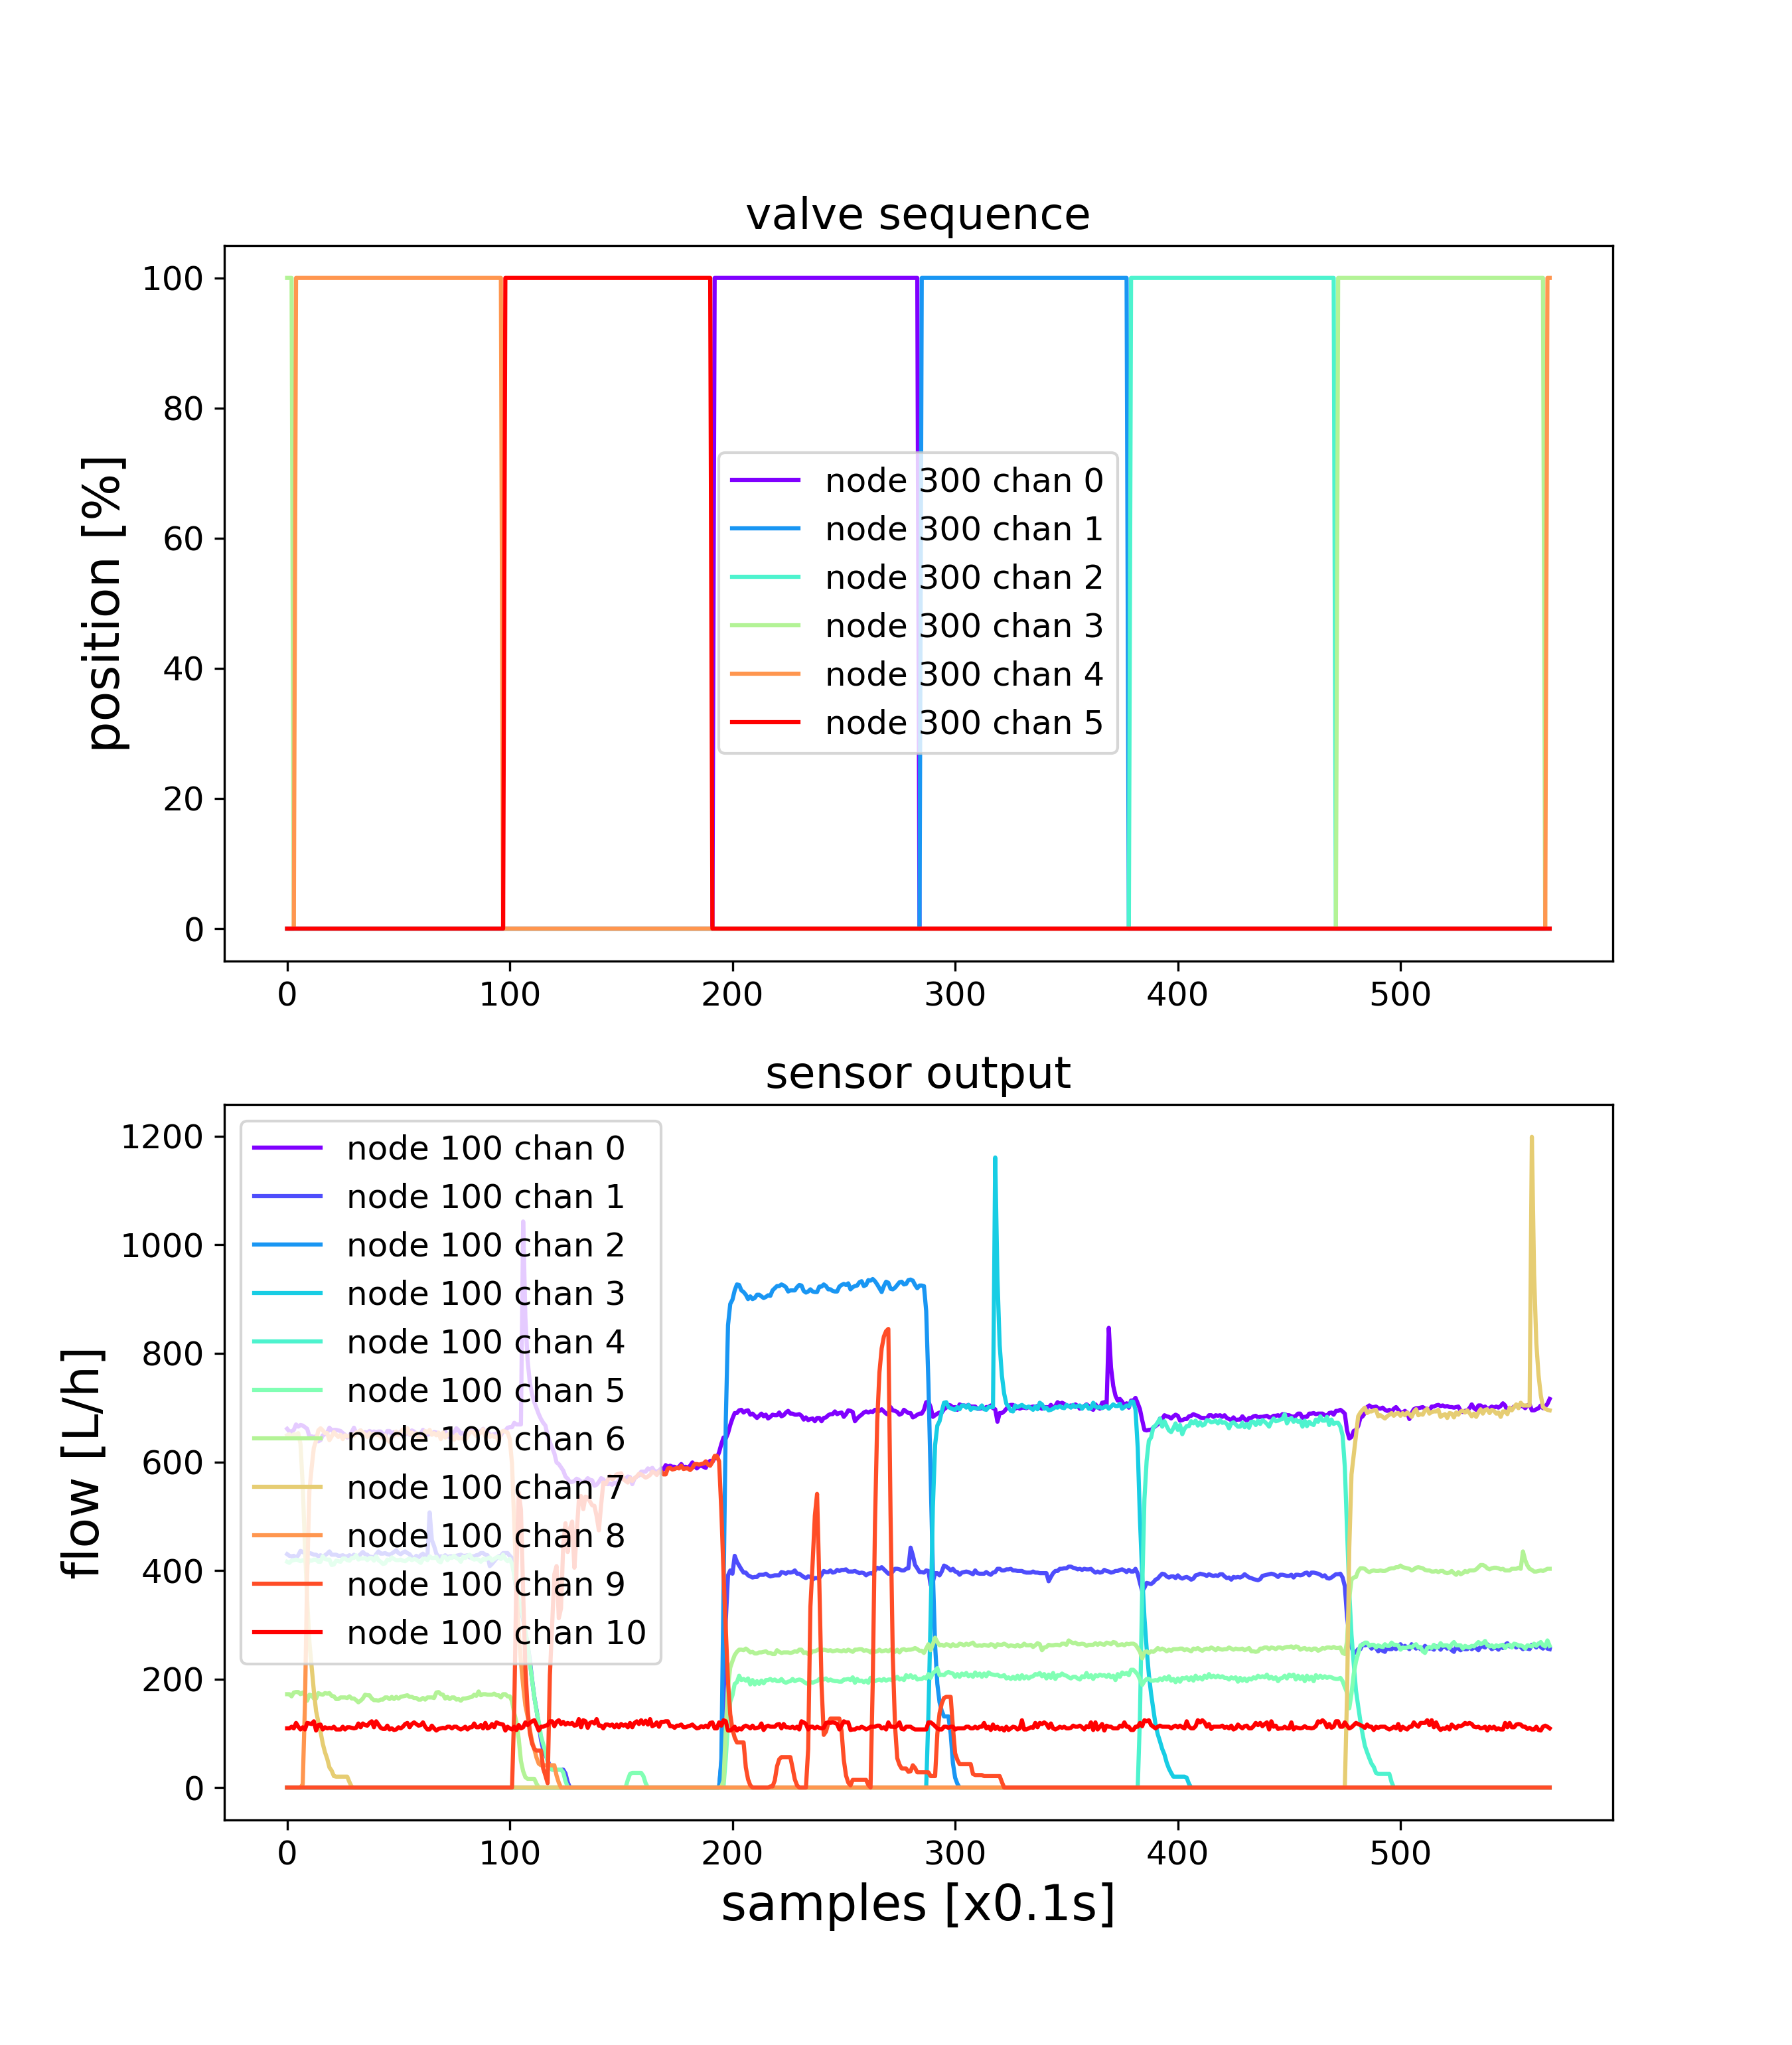 valve sequence
position [%]
100
80
60
40
20
0
node 300 chan 0
node 300 chan 1
node 300 chan 2
node 300 chan 3
node 300 chan 4
node 300 chan 5
0 100 200 300 400 500
sensor output
flow [L/h]
1200
1000
800
600
400
200
0
node 100 chan 0
node 100 chan 1
node 100 chan 2
node 100 chan 3
node 100 chan 4
node 100 chan 5
node 100 chan 6
node 100 chan 7
node 100 chan 8
node 100 chan 9
node 100 chan 10
0 100 200 300 400 500
samples [x0.1s]